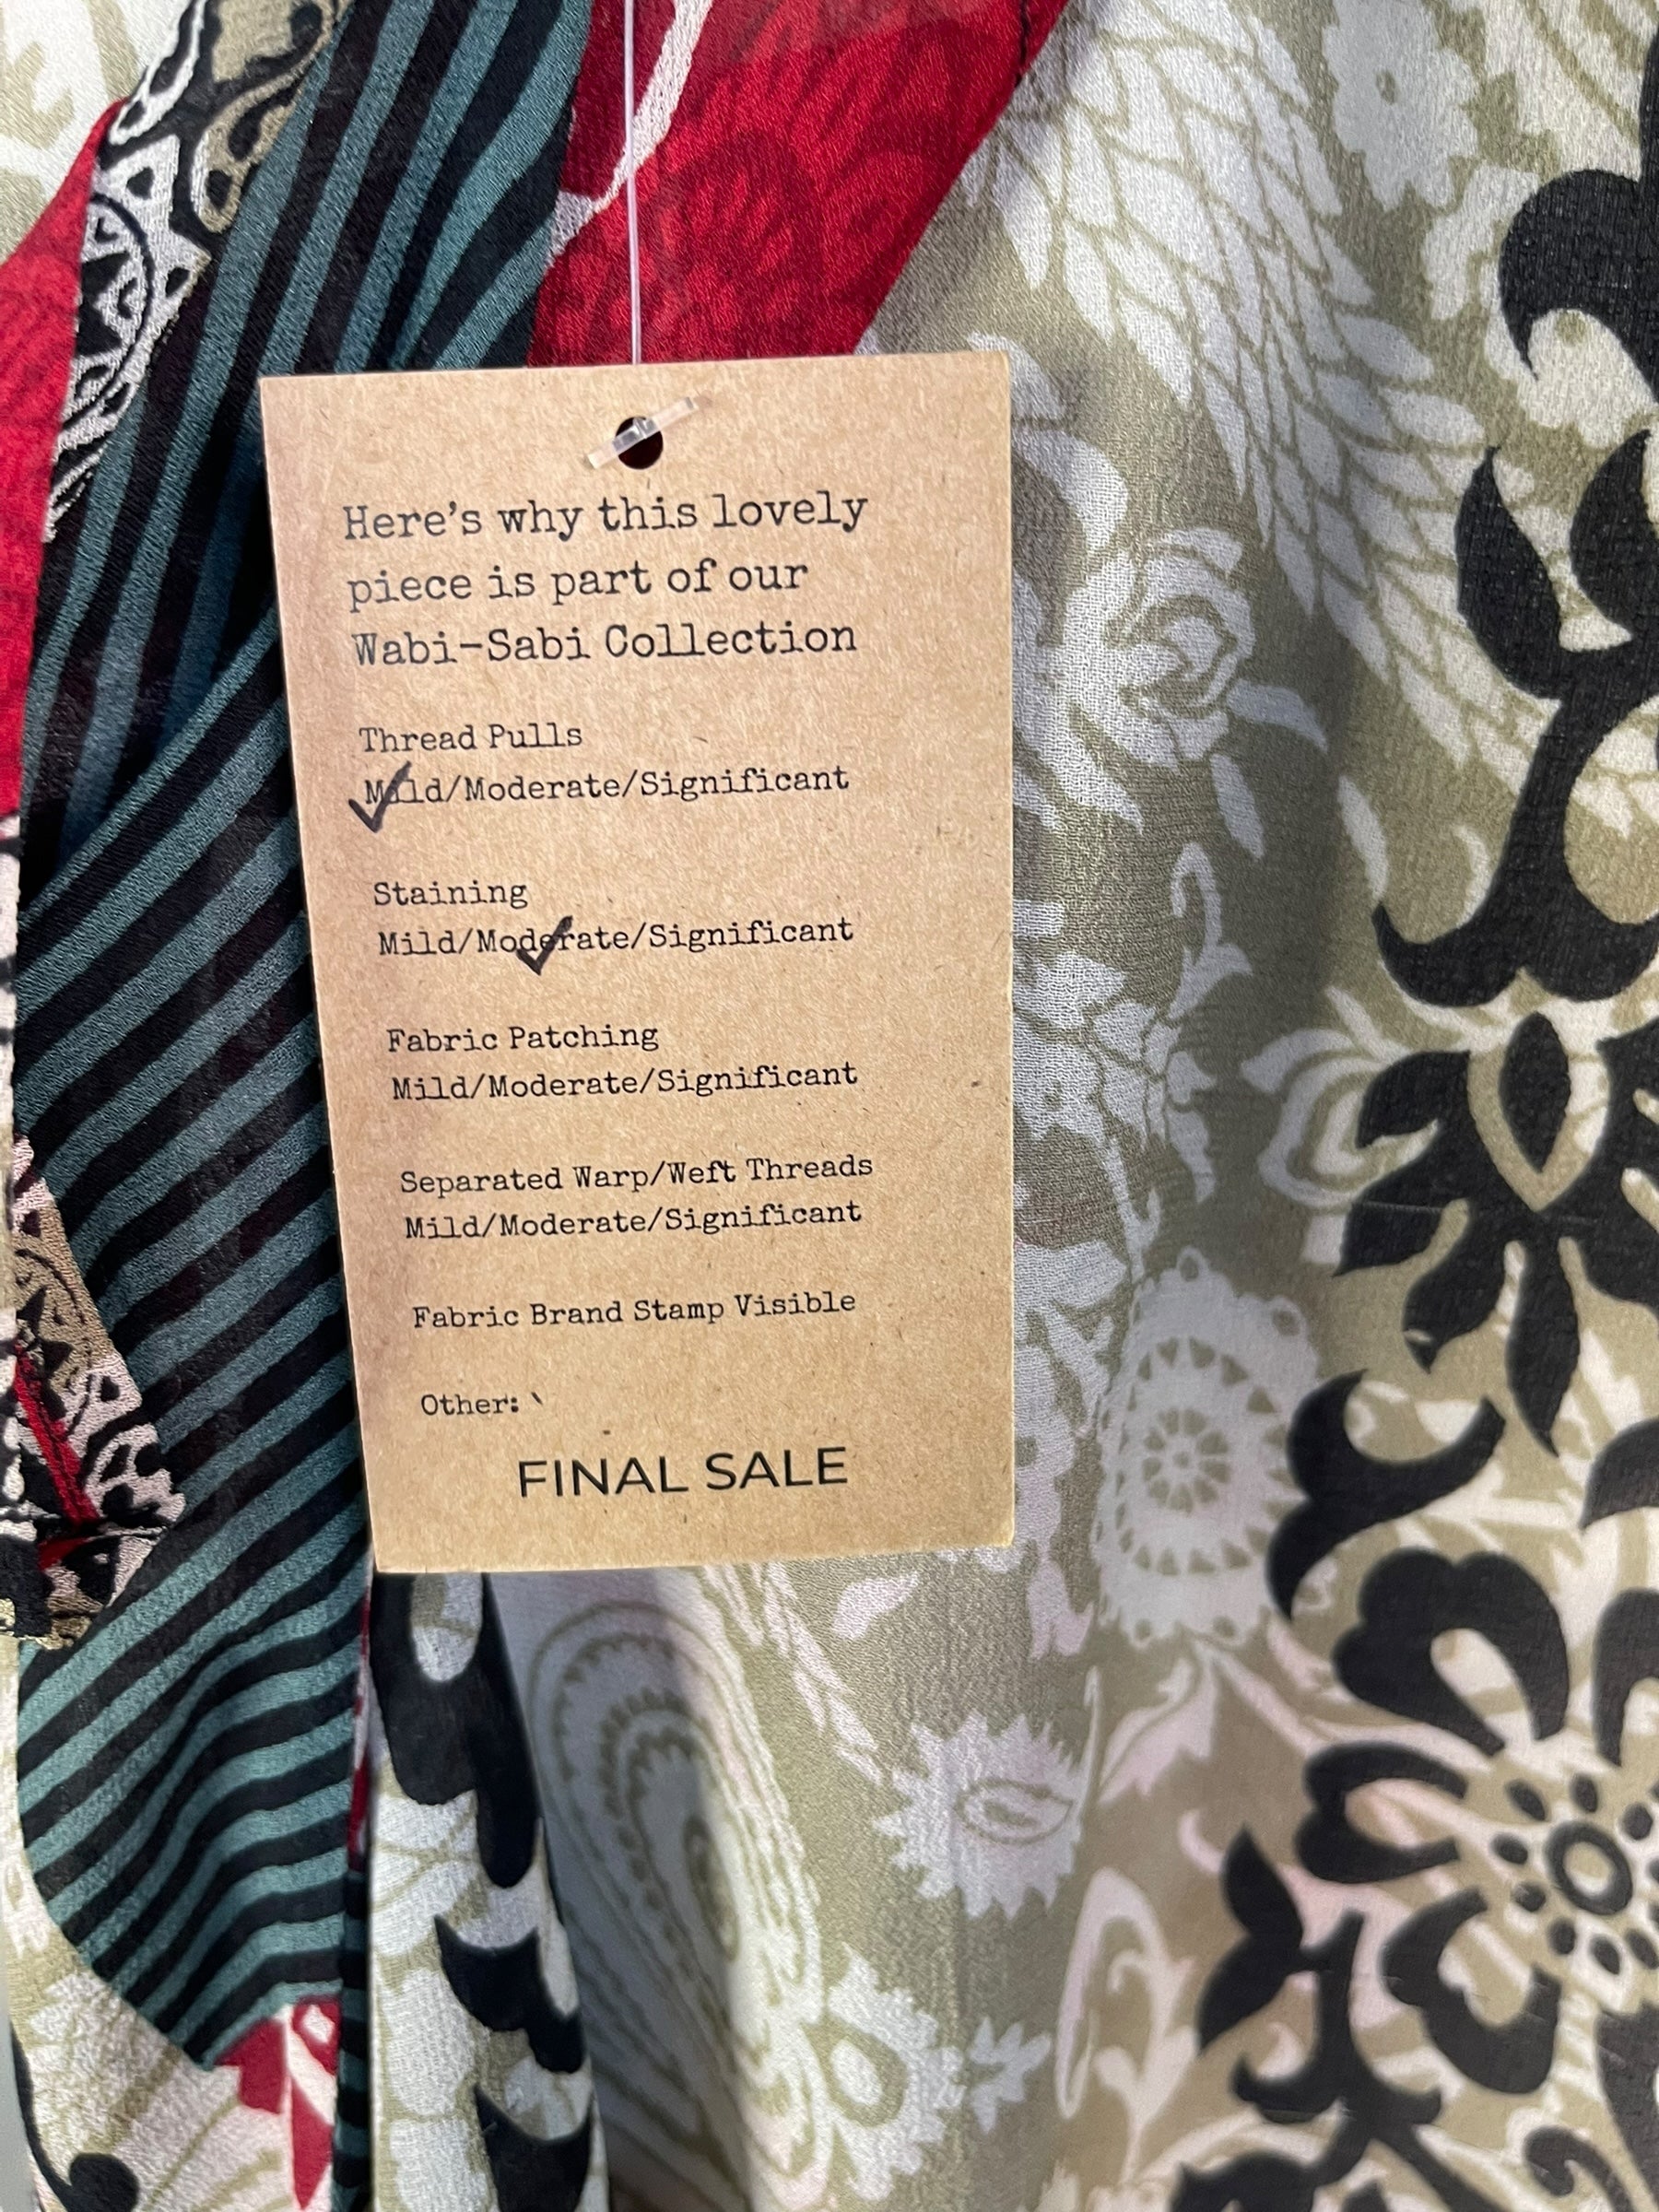 Here's why this lovely
piece is part of our
Wabi-Sabi Collection
Thread Pulls
Mild/Moderate/Significant
Staining
Mild/Moderate/Significant
Fabric Patching
Mild/Moderate/Significant
Separated Warp/Weft Threads
Mild/Moderate/Significant
Fabric Brand Stamp Visible
Other:
FINAL SALE